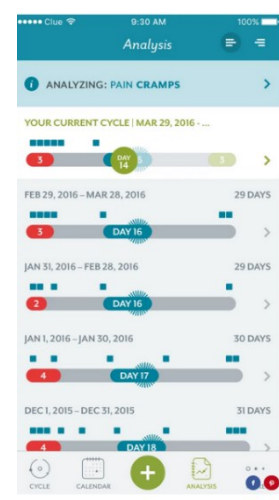 Clue 9:30 AM 100%
Analysis
i ANALYZING: PAIN CRAMPS
YOUR CURRENT CYCLE | MAR 29, 2016 - ...
3 DAY 14 3
FEB 29, 2016 – MAR 28, 2016 29 DAYS
3 DAY 16
JAN 31, 2016 – FEB 28, 2016 29 DAYS
2 DAY 16
JAN 1, 2016 – JAN 30, 2016 30 DAYS
4 DAY 17
DEC 1, 2015 – DEC 31, 2015 31 DAYS
4 DAY 18
CYCLE CALENDAR ANALYSIS